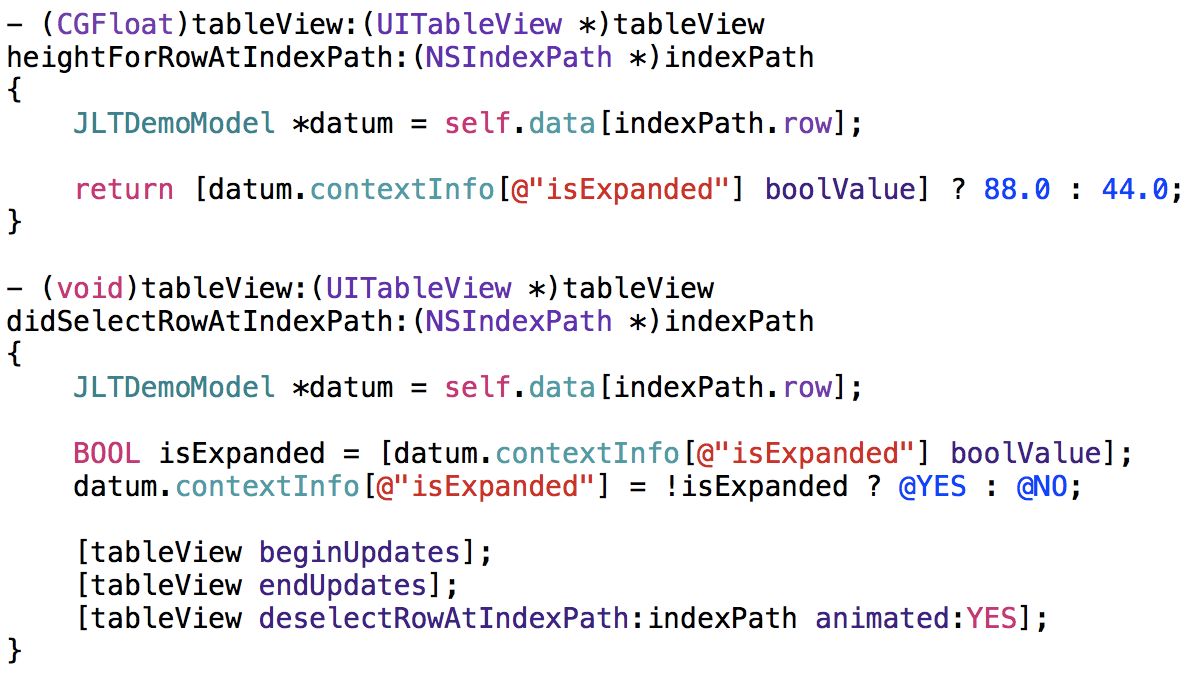 - (CGFloat)tableView:(UITableView *)tableView
heightForRowAtIndexPath:(NSIndexPath *)indexPath
{
    JLTDemoModel *datum = self.data[indexPath.row];

    return [datum.contextInfo[@"isExpanded"] boolValue] ? 88.0 : 44.0;
}

- (void)tableView:(UITableView *)tableView
didSelectRowAtIndexPath:(NSIndexPath *)indexPath
{
    JLTDemoModel *datum = self.data[indexPath.row];

    BOOL isExpanded = [datum.contextInfo[@"isExpanded"] boolValue];
    datum.contextInfo[@"isExpanded"] = !isExpanded ? @YES : @NO;

    [tableView beginUpdates];
    [tableView endUpdates];
    [tableView deselectRowAtIndexPath:indexPath animated:YES];
}